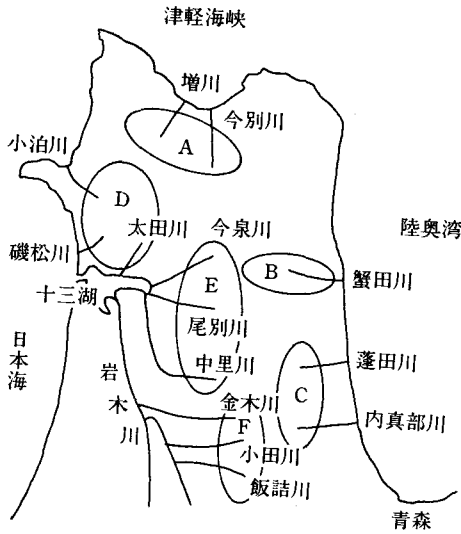 津軽海峡
増川
今別川
A
小泊川
D
太田川
今泉川
陸奥湾
磯松川
B
E
蟹田川
十三湖
尾別川
日本海
中里川
蓬田川
岩木川
金木川
C
F
内真部川
小田川
飯詰川
青森